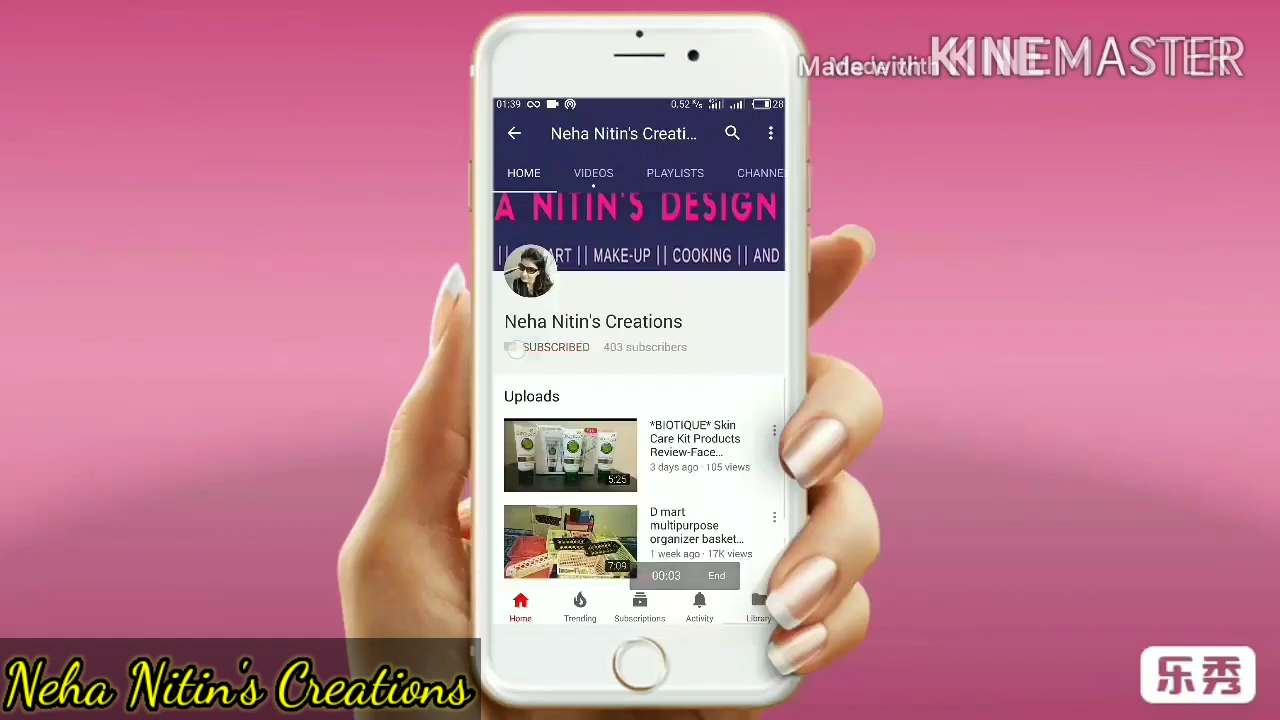 Made with KINEMASTER
01:39 0.52 K/s 28
Neha Nitin's Creati...
HOME VIDEOS PLAYLISTS CHANNE
A NITIN'S DESIGN
|| ART || MAKE-UP || COOKING || AND
Neha Nitin's Creations
SUBSCRIBED 403 subscribers
Uploads
*BIOTIQUE* Skin
Care Kit Products
Review-Face...
3 days ago · 105 views
5:25
D mart
multipurpose
organizer basket...
1 week ago · 17K views
7:09
00:03 End
Home Trending Subscriptions Activity Library
Neha Nitin's Creations
乐秀